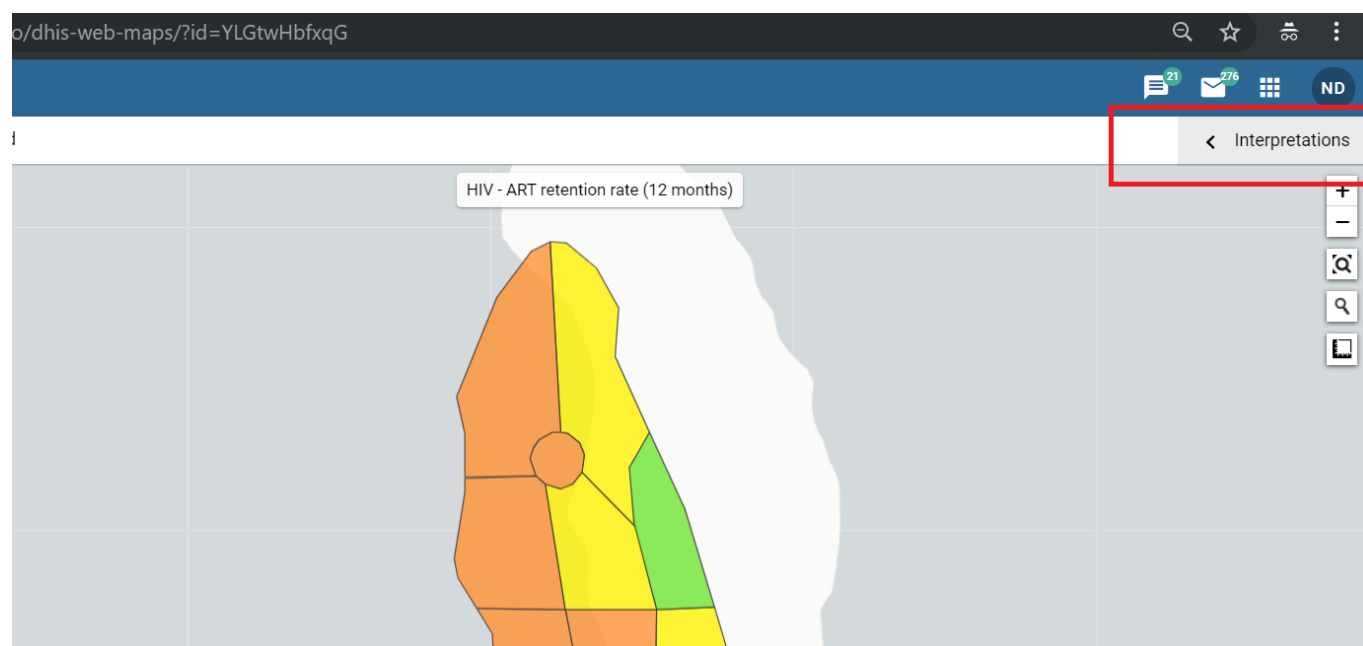 o/dhis-web-maps/?id=YLGtwHbfxqG
21
276
ND
Interpretations
HIV - ART retention rate (12 months)
+
−